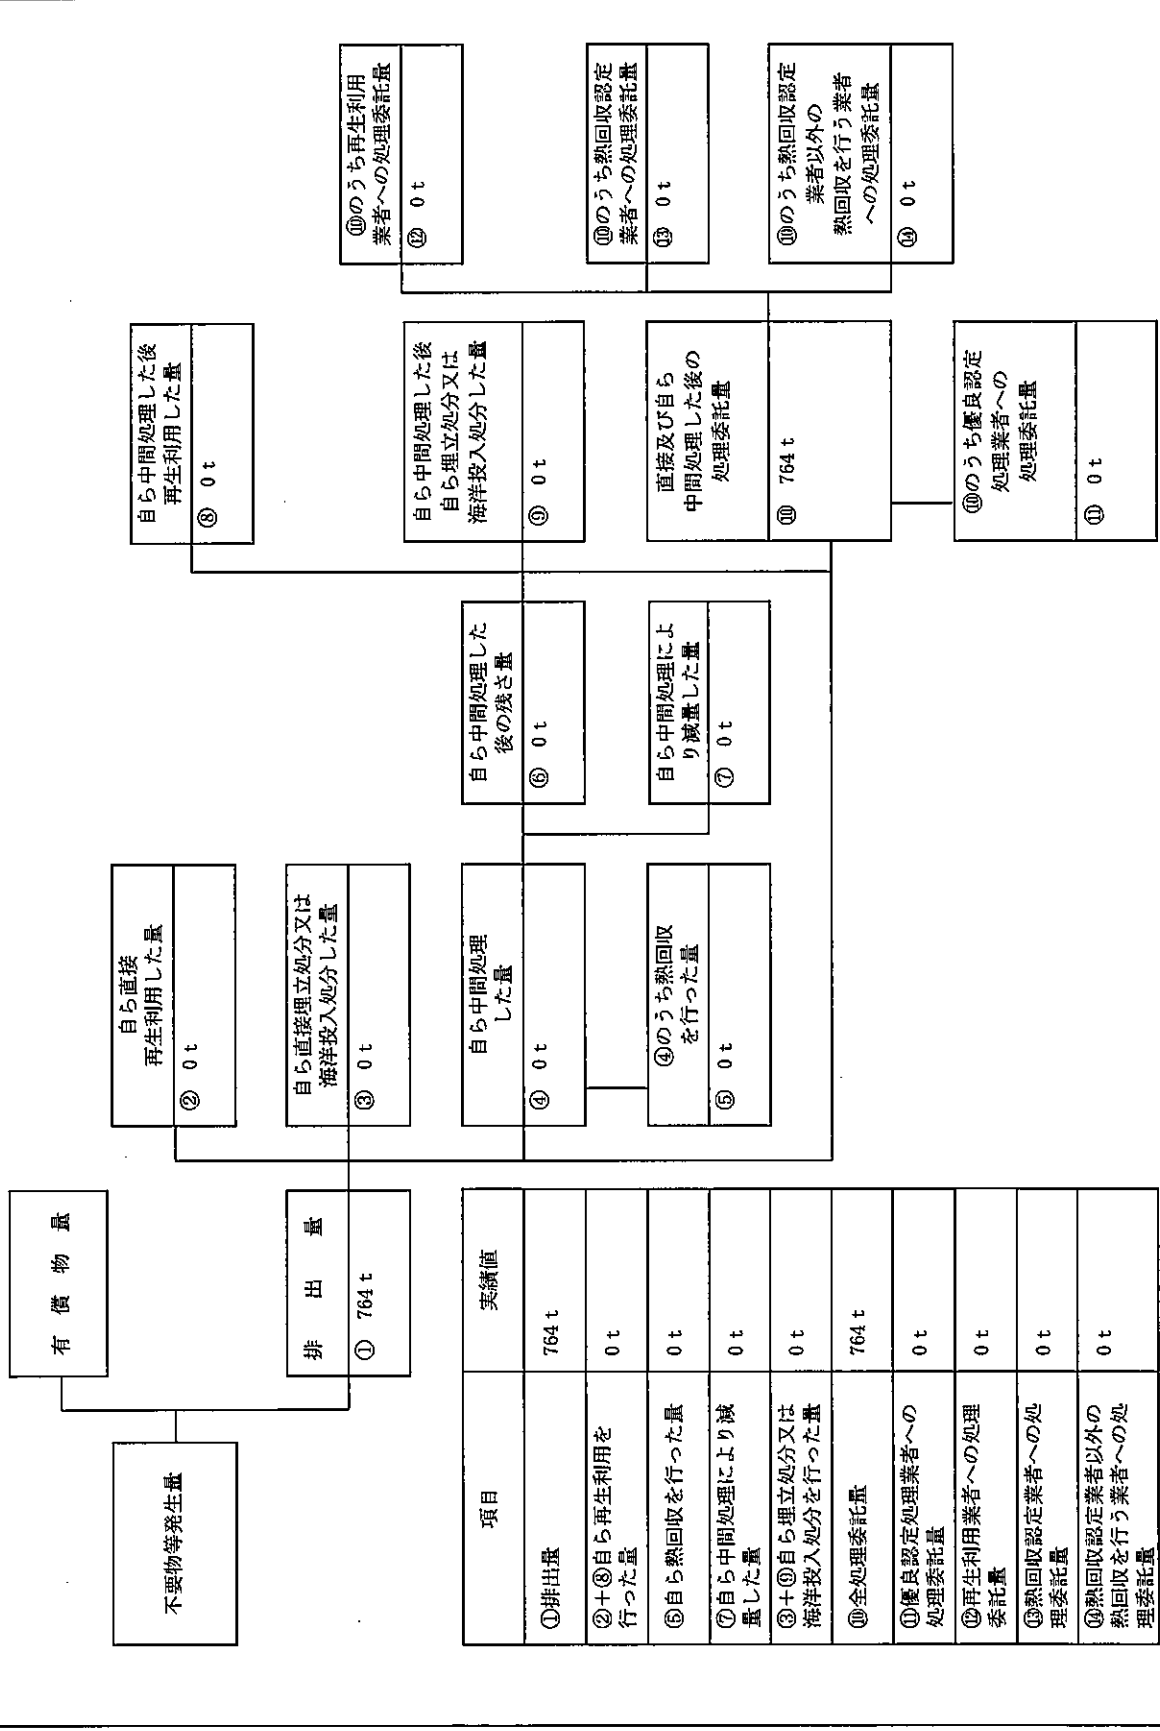 不要物等発生量
有償物量
排出量
① 764 t
自ら直接
再生利用した量
② 0 t
自ら直接埋立処分又は
海洋投入処分した量
③ 0 t
自ら中間処理
した量
④ 0 t
④のうち熱回収
を行った量
⑤ 0 t
自ら中間処理した
後の残さ量
⑥ 0 t
自ら中間処理によ
り減量した量
⑦ 0 t
自ら中間処理した後
再生利用した量
⑧ 0 t
自ら中間処理した後
自ら埋立処分又は
海洋投入処分した量
⑨ 0 t
直接及び自ら
中間処理した後の
処理委託量
⑩ 764 t
⑩のうち優良認定
処理業者への
処理委託量
⑪ 0 t
⑩のうち再生利用
業者への処理委託量
⑫ 0 t
⑩のうち熱回収認定
業者への処理委託量
⑬ 0 t
⑩のうち熱回収認定
業者以外の
熱回収を行う業者
への処理委託量
⑭ 0 t
項目 実績値
①排出量 764 t
②+⑧自ら再生利用を
行った量 0 t
⑤自ら熱回収を行った量 0 t
⑦自ら中間処理により減
量した量 0 t
③+⑨自ら埋立処分又は
海洋投入処分を行った量 0 t
⑩全処理委託量 764 t
⑪優良認定処理業者への
処理委託量 0 t
⑫再生利用業者への処理
委託量 0 t
⑬熱回収認定業者への処
理委託量 0 t
⑭熱回収認定業者以外の
熱回収を行う業者への処
理委託量 0 t